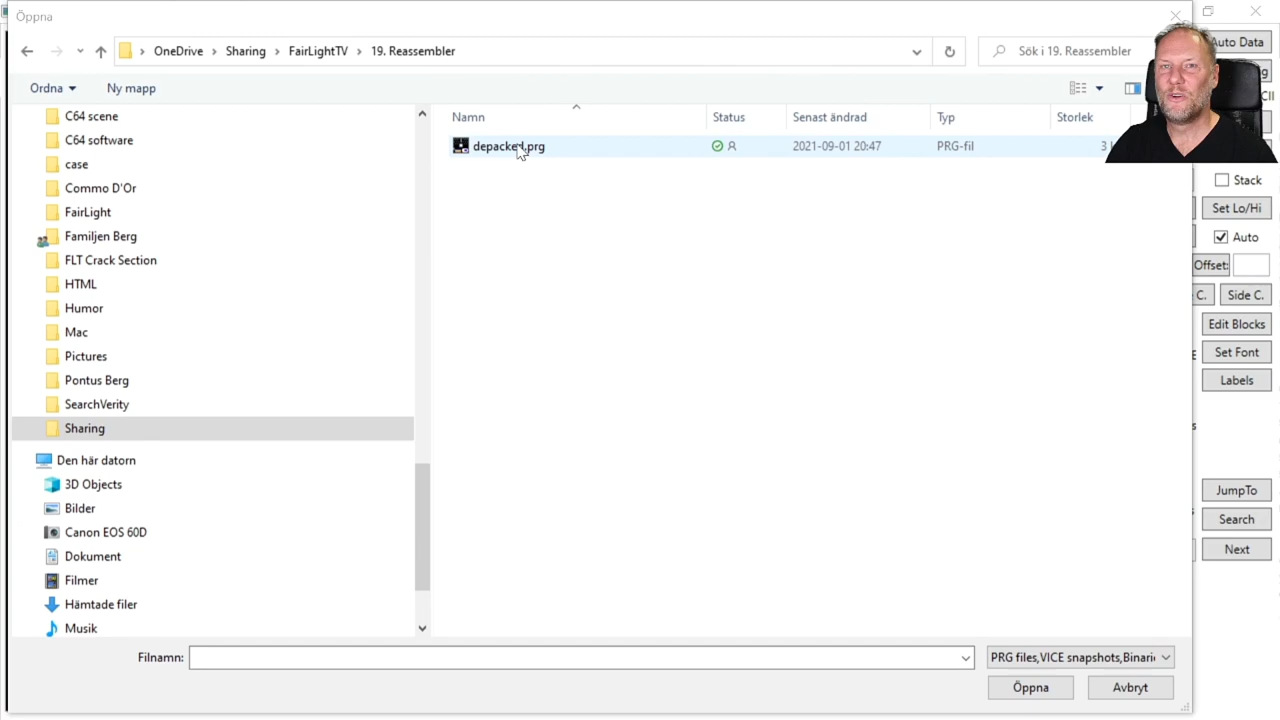 Öppna
OneDrive > Sharing > FairLightTV > 19. Reassembler
Sök i 19. Reassembler
Ordna
Ny mapp
Namn
Status
Senast ändrad
Typ
Storlek
depacked.prg
2021-09-01 20:47
PRG-fil
3
C64 scene
C64 software
case
Commo D'Or
FairLight
Familjen Berg
FLT Crack Section
HTML
Humor
Mac
Pictures
Pontus Berg
SearchVerity
Sharing
Den här datorn
3D Objects
Bilder
Canon EOS 60D
Dokument
Filmer
Hämtade filer
Musik
Filnamn:
PRG files,VICE snapshots,Binari
Öppna
Avbryt
Auto Data
Stack
Set Lo/Hi
Auto
Offset:
C.
Side C.
Edit Blocks
Set Font
Labels
JumpTo
Search
Next